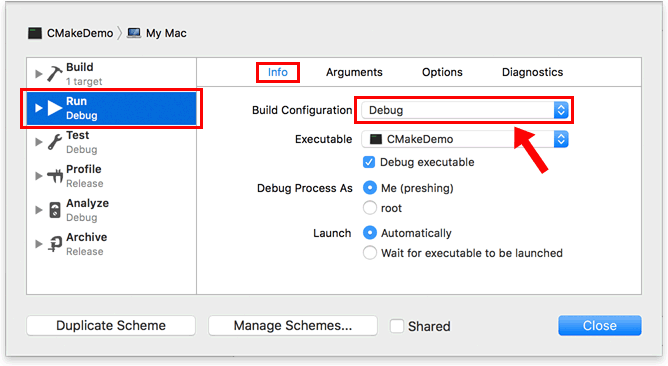 CMakeDemo My Mac
Build
1 target
Run
Debug
Test
Debug
Profile
Release
Analyze
Debug
Archive
Release
Info Arguments Options Diagnostics
Build Configuration Debug
Executable CMakeDemo
Debug executable
Debug Process As Me (preshing)
root
Launch Automatically
Wait for executable to be launched
Duplicate Scheme Manage Schemes... Shared Close